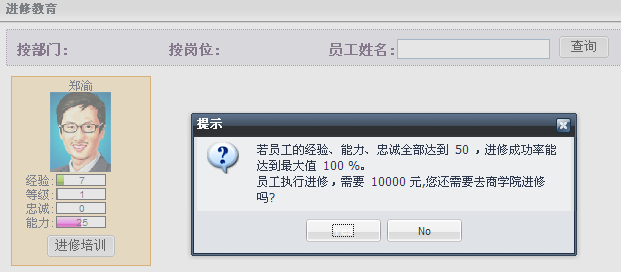 进修教育
按部门： 按岗位： 员工姓名： 查询
郑渝
经验： 7
等级： 1
忠诚： 0
能力： 25
进修培训
提示
若员工的经验、能力、忠诚全部达到 50 ，进修成功率能
达到最大值 100 %。
员工执行进修，需要 10000 元,您还需要去商学院进修
吗?
No